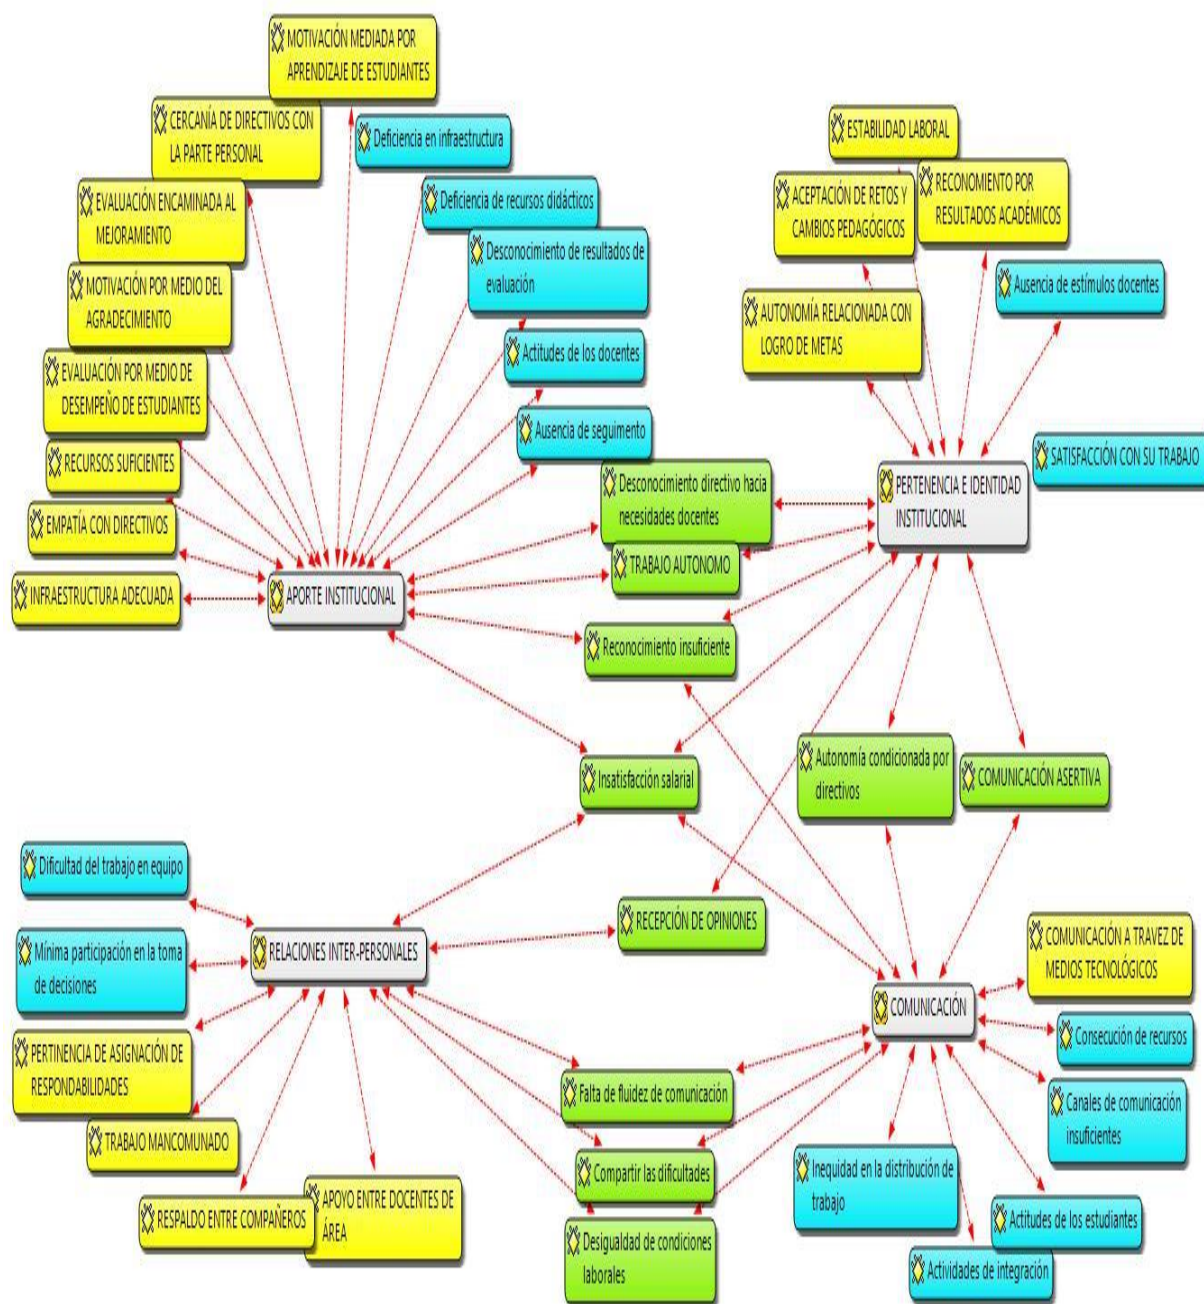 MOTIVACIÓN MEDIADA POR
APRENDIZAJE DE ESTUDIANTES
CERCANÍA DE DIRECTIVOS CON
LA PARTE PERSONAL
Deficiencia en infraestructura
ESTABILIDAD LABORAL
EVALUACIÓN ENCAMINADA AL
MEJORAMIENTO
Deficiencia de recursos didácticos
ACEPTACIÓN DE RETOS Y
CAMBIOS PEDAGÓGICOS
RECONOMIENTO POR
RESULTADOS ACADÉMICOS
MOTIVACIÓN POR MEDIO DEL
AGRADECIMIENTO
Desconocimiento de resultados de
evaluación
Ausencia de estímulos docentes
AUTONOMÍA RELACIONADA CON
LOGRO DE METAS
EVALUACIÓN POR MEDIO DE
DESEMPEÑO DE ESTUDIANTES
Actitudes de los docentes
Ausencia de seguimento
RECURSOS SUFICIENTES
SATISFACCIÓN CON SU TRABAJO
Desconocimiento directivo hacia
necesidades docentes
PERTENENCIA E IDENTIDAD
INSTITUCIONAL
EMPATÍA CON DIRECTIVOS
TRABAJO AUTONOMO
INFRAESTRUCTURA ADECUADA
APORTE INSTITUCIONAL
Reconocimiento insuficiente
Insatisfacción salarial
Autonomía condicionada por
directivos
COMUNICACIÓN ASERTIVA
Dificultad del trabajo en equipo
RECEPCIÓN DE OPINIONES
Mínima participación en la toma
de decisiones
RELACIONES INTER-PERSONALES
COMUNICACIÓN A TRAVEZ DE
MEDIOS TECNOLÓGICOS
COMUNICACIÓN
Consecución de recursos
PERTINENCIA DE ASIGNACIÓN DE
RESPONDABILIDADES
Falta de fluidez de comunicación
Canales de comunicación
insuficientes
TRABAJO MANCOMUNADO
Compartir las dificultades
Inequidad en la distribución de
trabajo
RESPALDO ENTRE COMPAÑEROS
APOYO ENTRE DOCENTES DE
ÁREA
Actitudes de los estudiantes
Desigualdad de condiciones
laborales
Actividades de integración